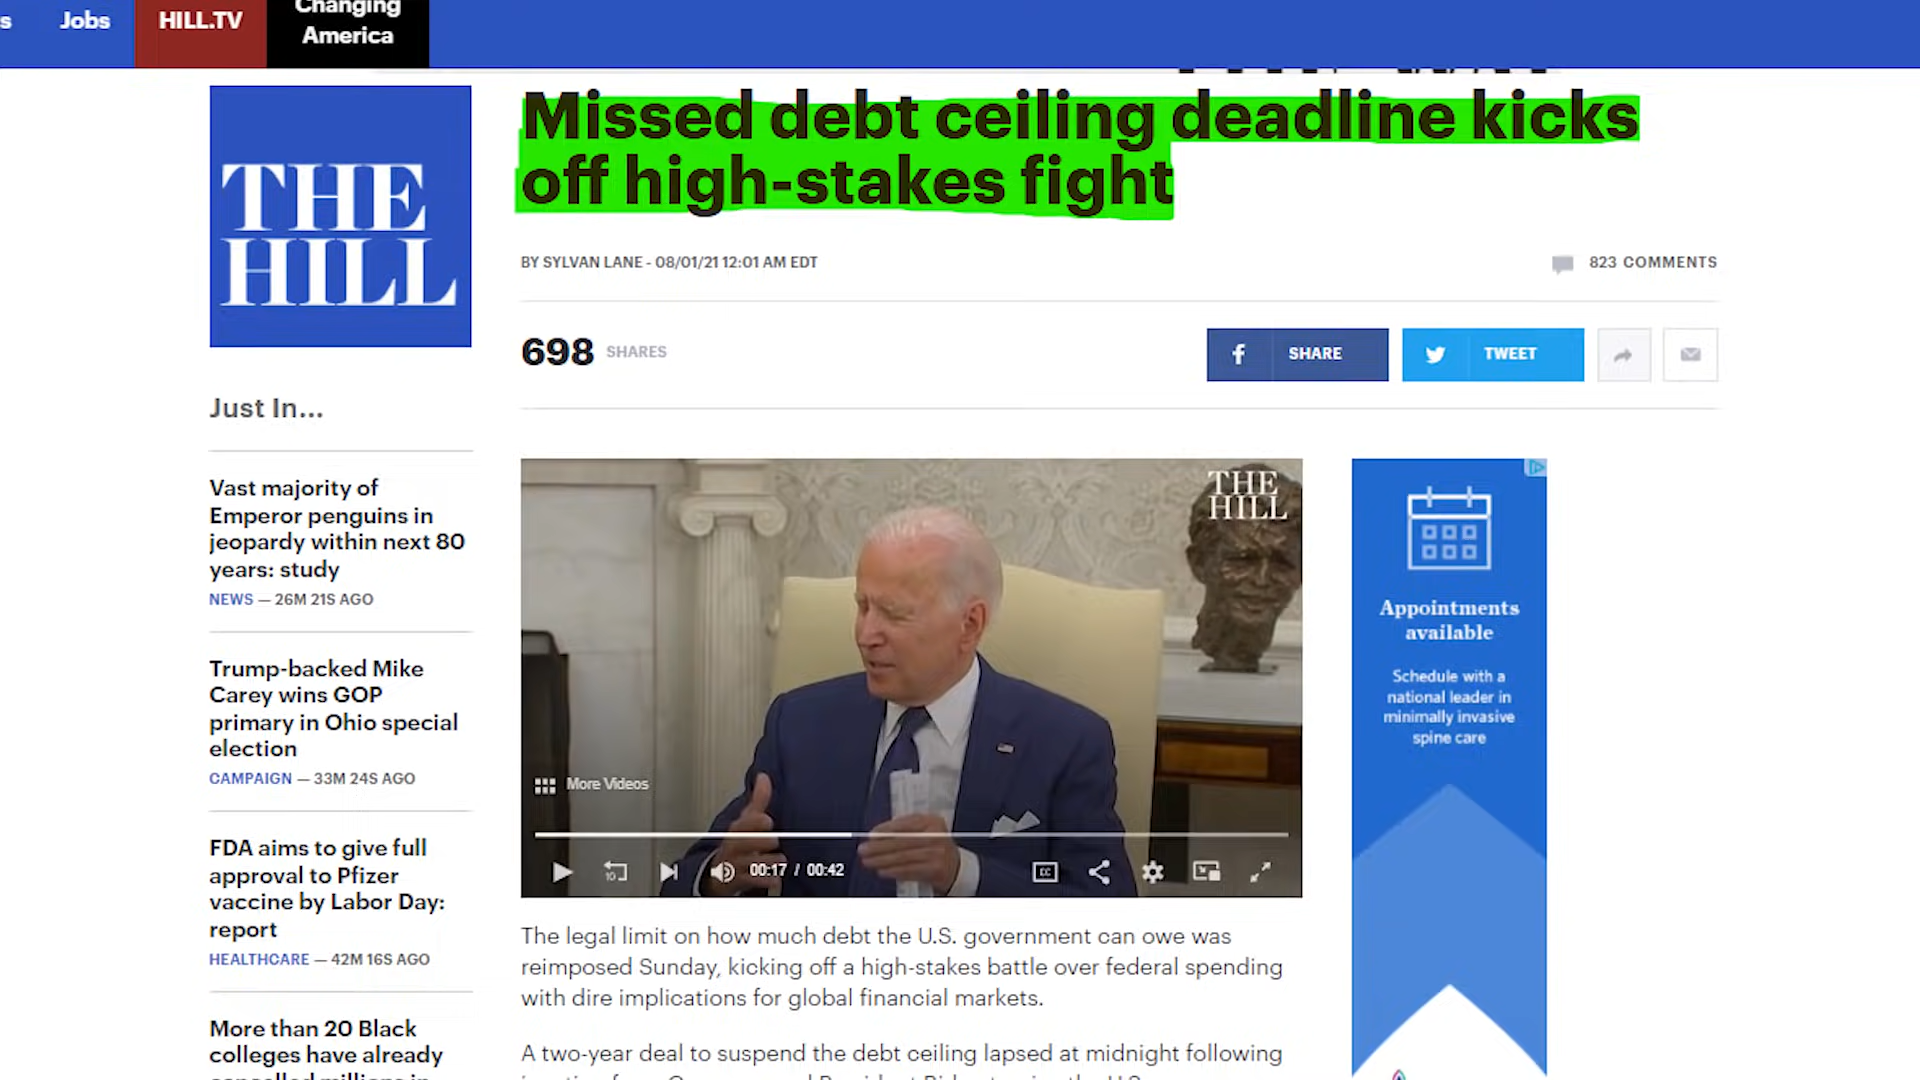 s
Jobs
HILL.TV
Changing
America
Missed debt ceiling deadline kicks
off high-stakes fight
THE
HILL
BY SYLVAN LANE - 08/01/21 12:01 AM EDT
823 COMMENTS
698 SHARES
SHARE
TWEET
Just In...
Vast majority of
Emperor penguins in
jeopardy within next 80
years: study
NEWS — 26M 21S AGO
Trump-backed Mike
Carey wins GOP
primary in Ohio special
election
CAMPAIGN — 33M 24S AGO
FDA aims to give full
approval to Pfizer
vaccine by Labor Day:
report
HEALTHCARE — 42M 16S AGO
More than 20 Black
colleges have already
THE
HILL
More Videos
10
00:17 / 00:42
CC
The legal limit on how much debt the U.S. government can owe was
reimposed Sunday, kicking off a high-stakes battle over federal spending
with dire implications for global financial markets.
A two-year deal to suspend the debt ceiling lapsed at midnight following
Appointments
available
Schedule with a
national leader in
minimally invasive
spine care